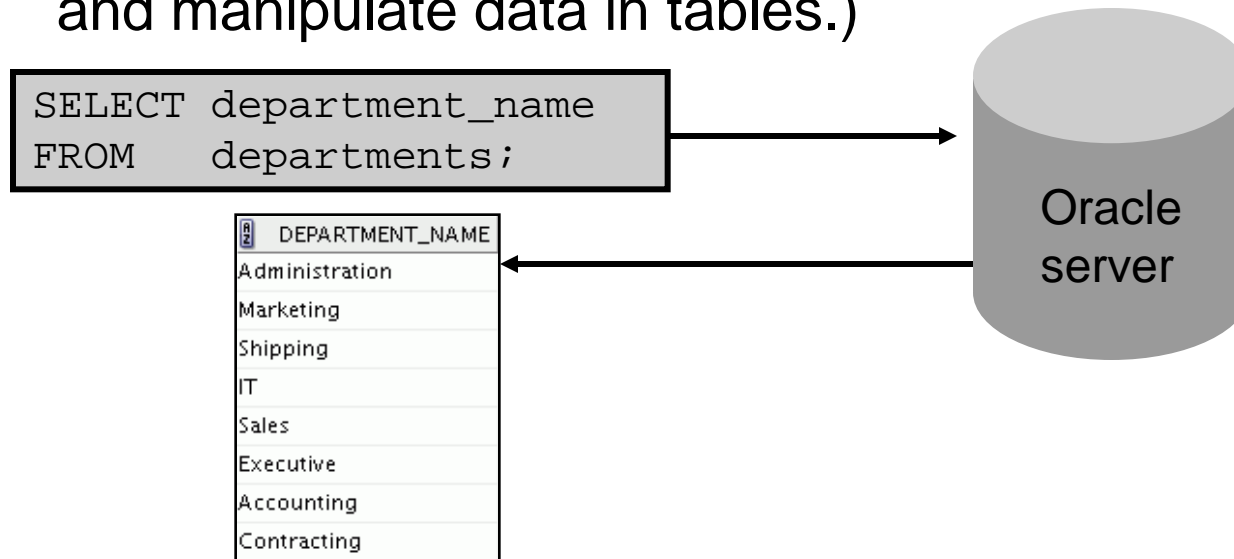 and manipulate data in tables.)
SELECT department_name
FROM departments;
Oracle
server
DEPARTMENT_NAME
Administration
Marketing
Shipping
IT
Sales
Executive
Accounting
Contracting